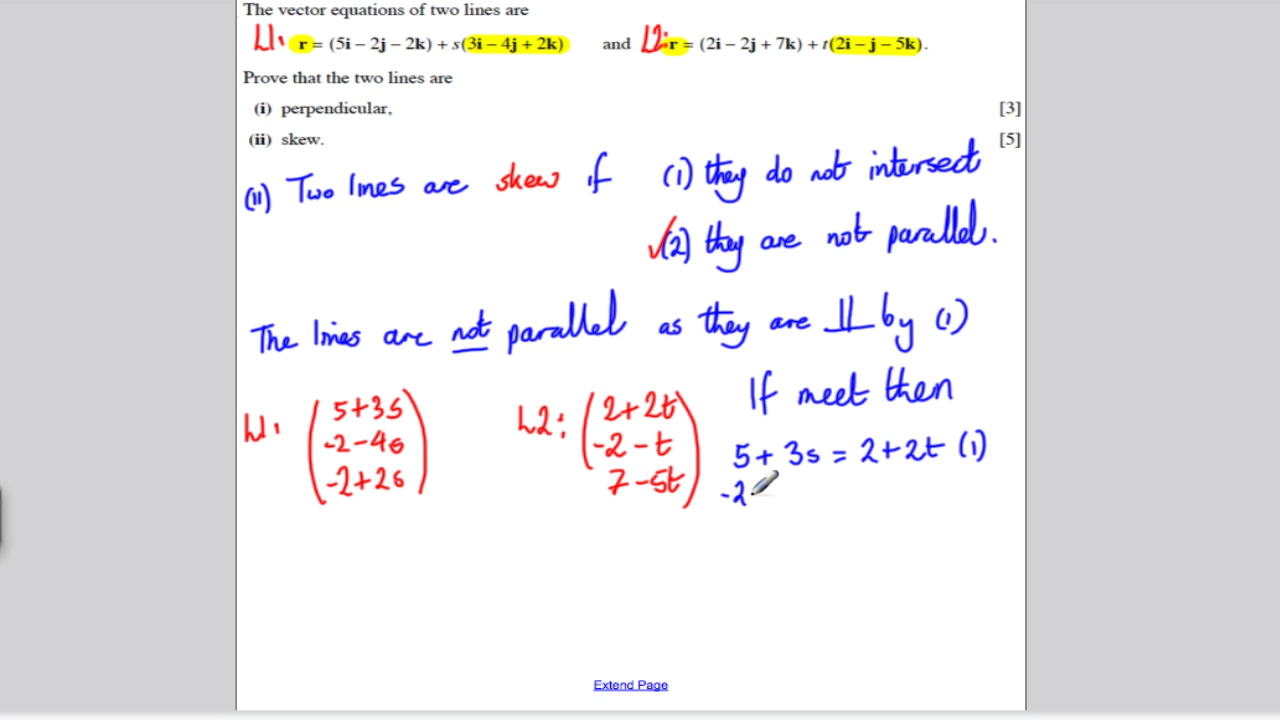 The vector equations of two lines are
L1: r = (5i – 2j – 2k) + s(3i – 4j + 2k) and L2: r = (2i – 2j + 7k) + t(2i – j – 5k).
Prove that the two lines are
(i) perpendicular, [3]
(ii) skew. [5]
(ii) Two lines are skew if (1) they do not intersect
✓(2) they are not parallel.
The lines are not parallel as they are ⊥ by (1)
If meet then
L1: (5+3s
-2-4s
-2+2s)
L2: (2+2t
-2-t
7-5t)
5+3s = 2+2t (1)
-2
Extend Page